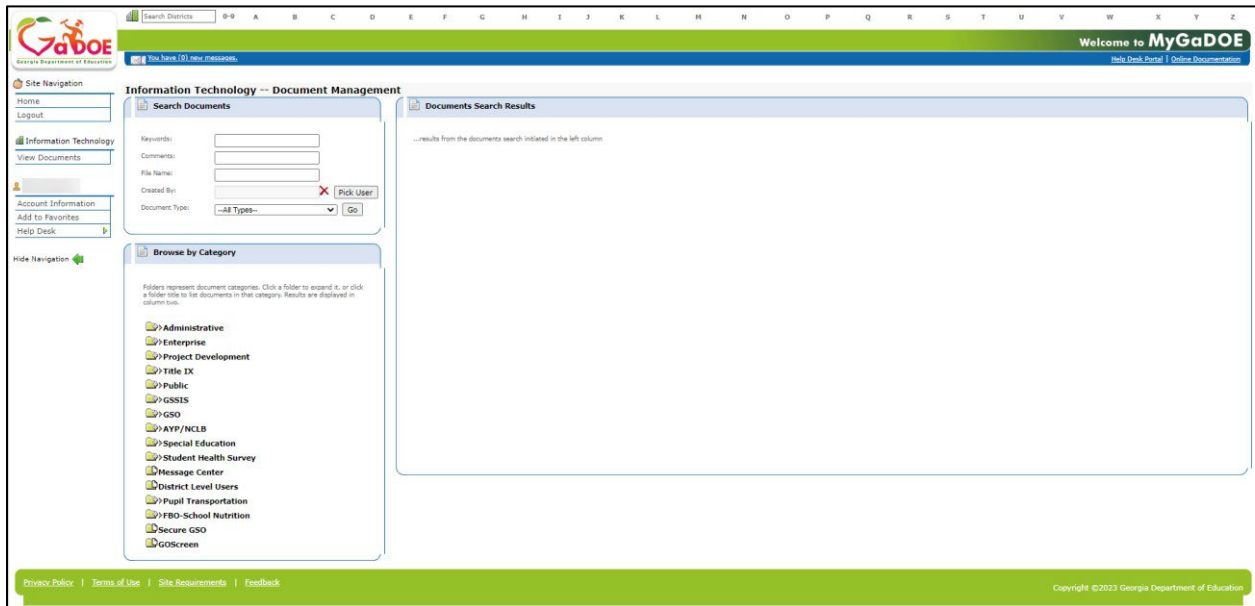 Search Districts 0-9 A B C D E F G H I J K L M N O P Q R S T U V W X Y Z
GaDOE
Georgia Department of Education
Welcome to MyGaDOE
You have (0) new messages.
Help Desk Portal | Online Documentation
Site Navigation
Home
Logout
Information Technology
View Documents
Account Information
Add to Favorites
Help Desk
Hide Navigation
Information Technology -- Document Management
Search Documents
Keywords:
Comments:
File Name:
Created By:
Pick User
Document Type:
--All Types--
Go
Browse by Category
Folders represent document categories. Click a folder to expand it, or click
a folder title to list documents in that category. Results are displayed in
column two.
Administrative
Enterprise
Project Development
Title IX
Public
GSSIS
GSO
AYP/NCLB
Special Education
Student Health Survey
Message Center
District Level Users
Pupil Transportation
FBO-School Nutrition
Secure GSO
GOScreen
Documents Search Results
...results from the documents search initiated in the left column
Privacy Policy | Terms of Use | Site Requirements | Feedback
Copyright ©2023 Georgia Department of Education